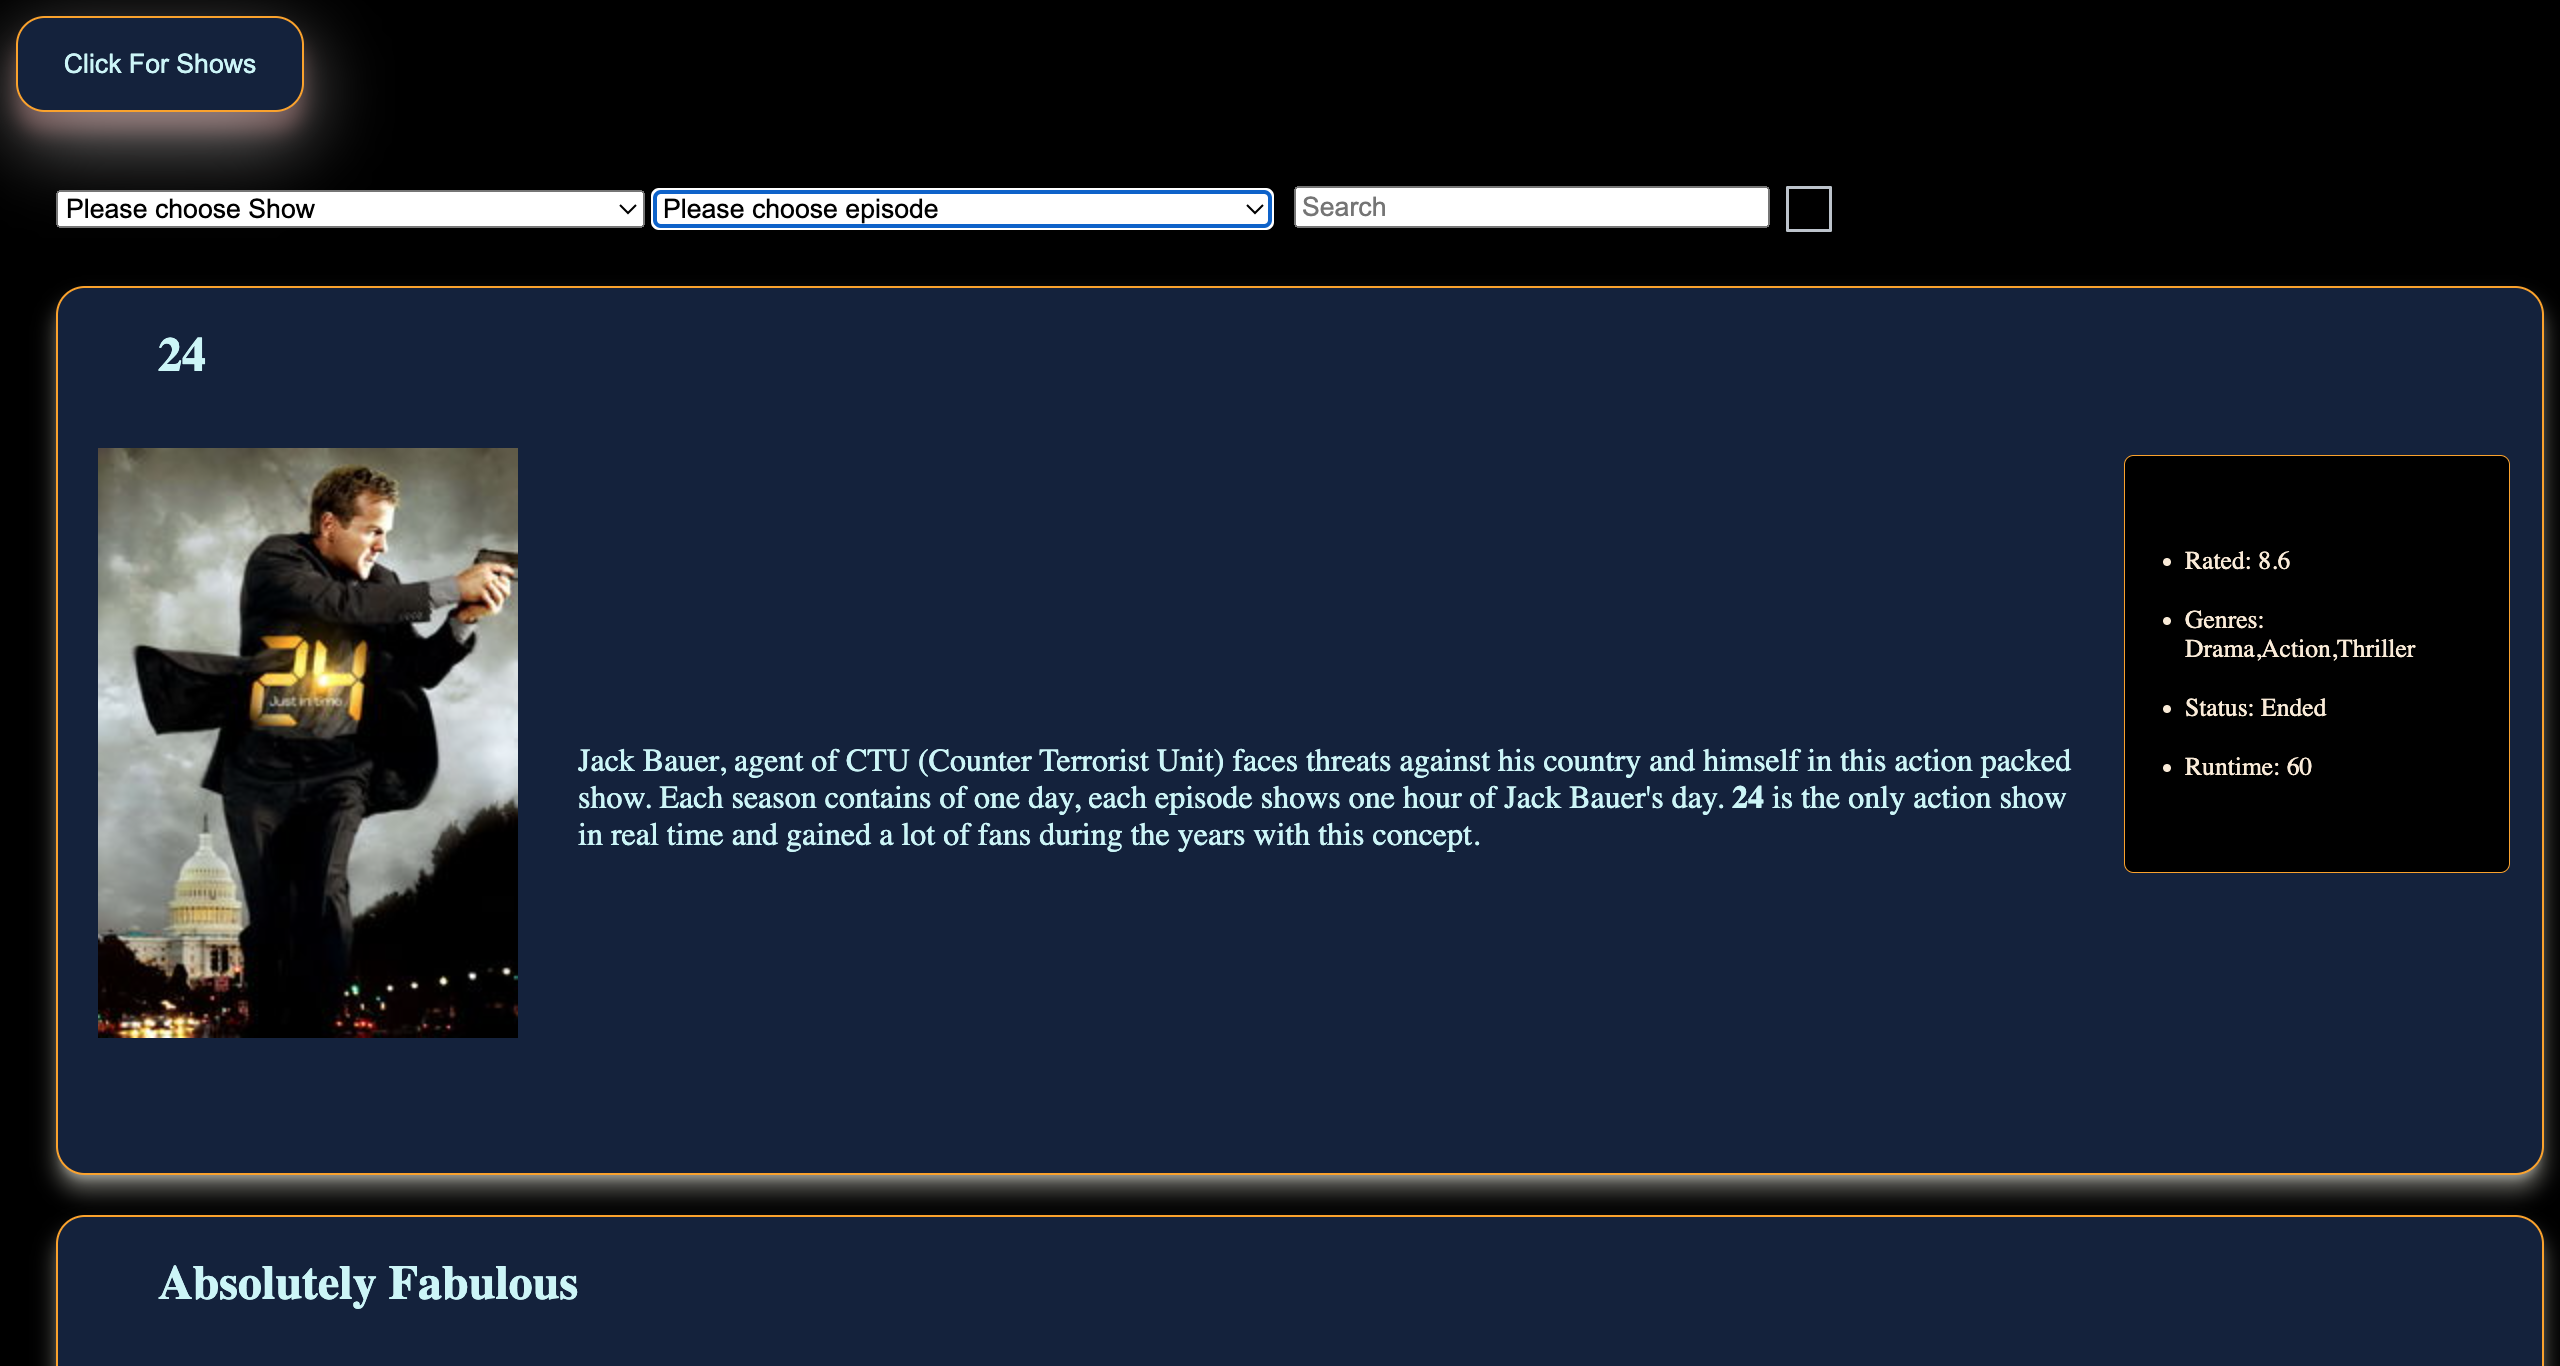 Click For Shows
Please choose Show
Please choose episode
Search
24
24
Just in time
Jack Bauer, agent of CTU (Counter Terrorist Unit) faces threats against his country and himself in this action packed
show. Each season contains of one day, each episode shows one hour of Jack Bauer's day. 24 is the only action show
in real time and gained a lot of fans during the years with this concept.
Rated: 8.6
Genres:
Drama,Action,Thriller
Status: Ended
Runtime: 60
Absolutely Fabulous